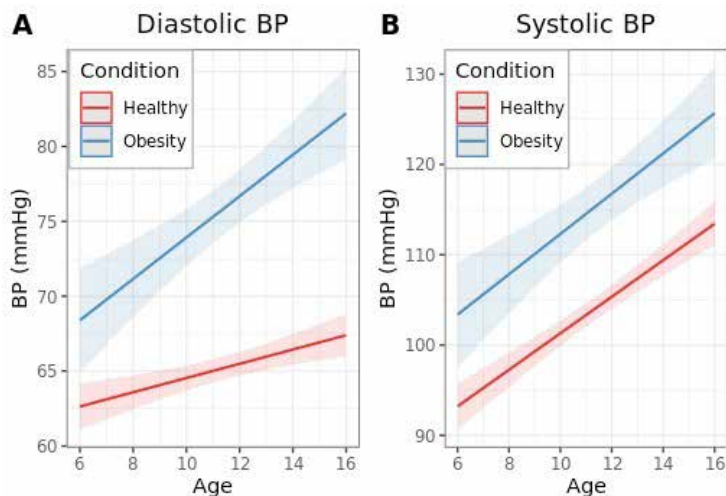 A Diastolic BP
Condition
Healthy
Obesity
BP (mmHg)
85
80
75
70
65
60
6 8 10 12 14 16
Age
B Systolic BP
Condition
Healthy
Obesity
BP (mmHg)
130
120
110
100
90
6 8 10 12 14 16
Age